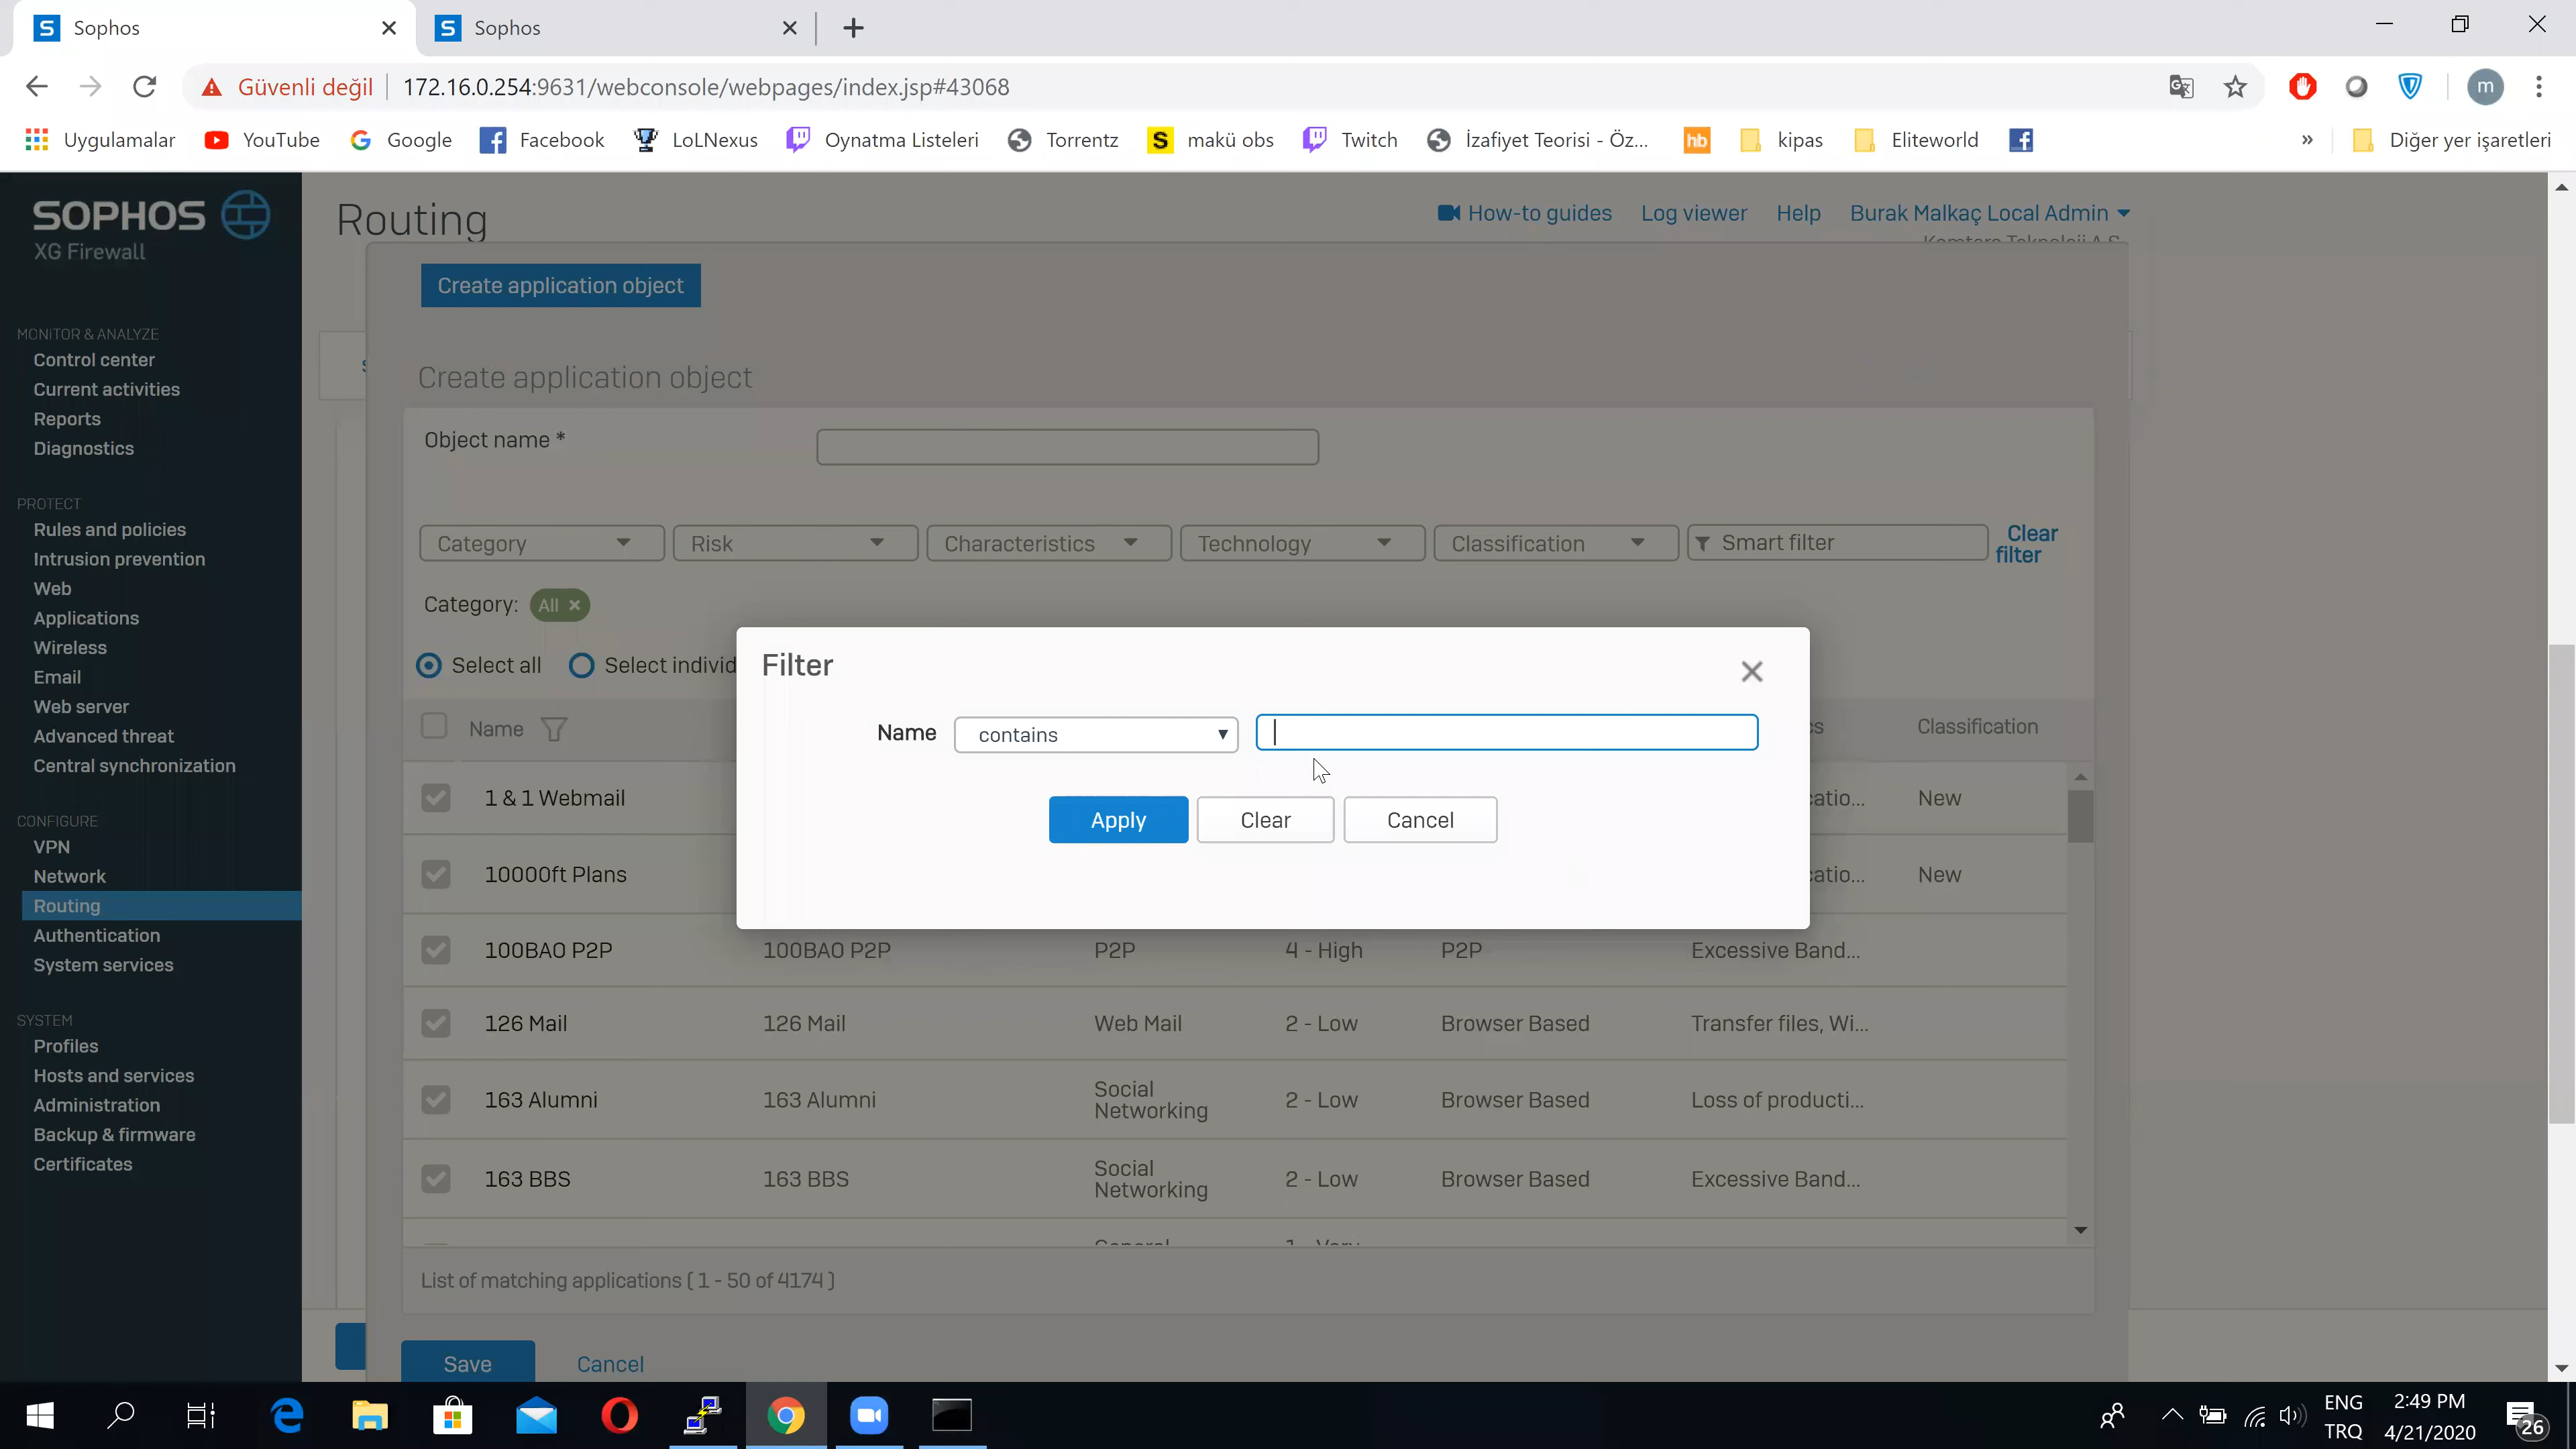 Sophos
Sophos
Güvenli değil
172.16.0.254:9631/webconsole/webpages/index.jsp#43068
m
Uygulamalar
YouTube
Google
Facebook
LoLNexus
Oynatma Listeleri
Torrentz
S makü obs
Twitch
İzafiyet Teorisi - Öz...
hb
kipas
Eliteworld
»
Diğer yer işaretleri
SOPHOS
XG Firewall
Routing
How-to guides
Log viewer
Help
Burak Malkaç Local Admin
Create application object
MONITOR & ANALYZE
Control center
Current activities
Reports
Diagnostics
PROTECT
Rules and policies
Intrusion prevention
Web
Applications
Wireless
Email
Web server
Advanced threat
Central synchronization
CONFIGURE
VPN
Network
Routing
Authentication
System services
SYSTEM
Profiles
Hosts and services
Administration
Backup & firmware
Certificates
Create application object
Object name *
Category
Risk
Characteristics
Technology
Classification
Smart filter
Clear
filter
Category: All ×
Select all
Select individ
Filter
Name
contains
Apply
Clear
Cancel
Name
cs
Classification
1 & 1 Webmail
catio...
New
10000ft Plans
catio...
New
100BAO P2P 100BAO P2P P2P 4 - High P2P Excessive Band...
126 Mail 126 Mail Web Mail 2 - Low Browser Based Transfer files, Wi...
163 Alumni 163 Alumni Social Networking 2 - Low Browser Based Loss of producti...
163 BBS 163 BBS Social Networking 2 - Low Browser Based Excessive Band...
List of matching applications ( 1 - 50 of 4174 )
Save
Cancel
ENG
TRQ
2:49 PM
4/21/2020
26